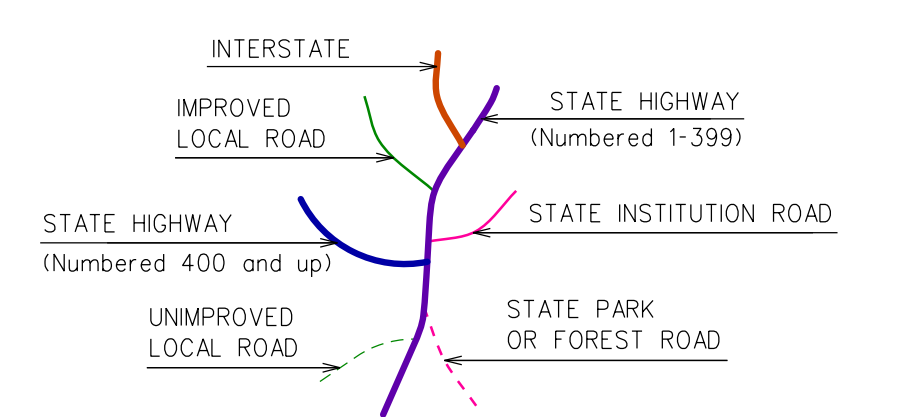 INTERSTATE
STATE HIGHWAY
(Numbered 1-399)
IMPROVED
LOCAL ROAD
STATE INSTITUTION ROAD
STATE HIGHWAY
(Numbered 400 and up)
STATE PARK
OR FOREST ROAD
UNIMPROVED
LOCAL ROAD